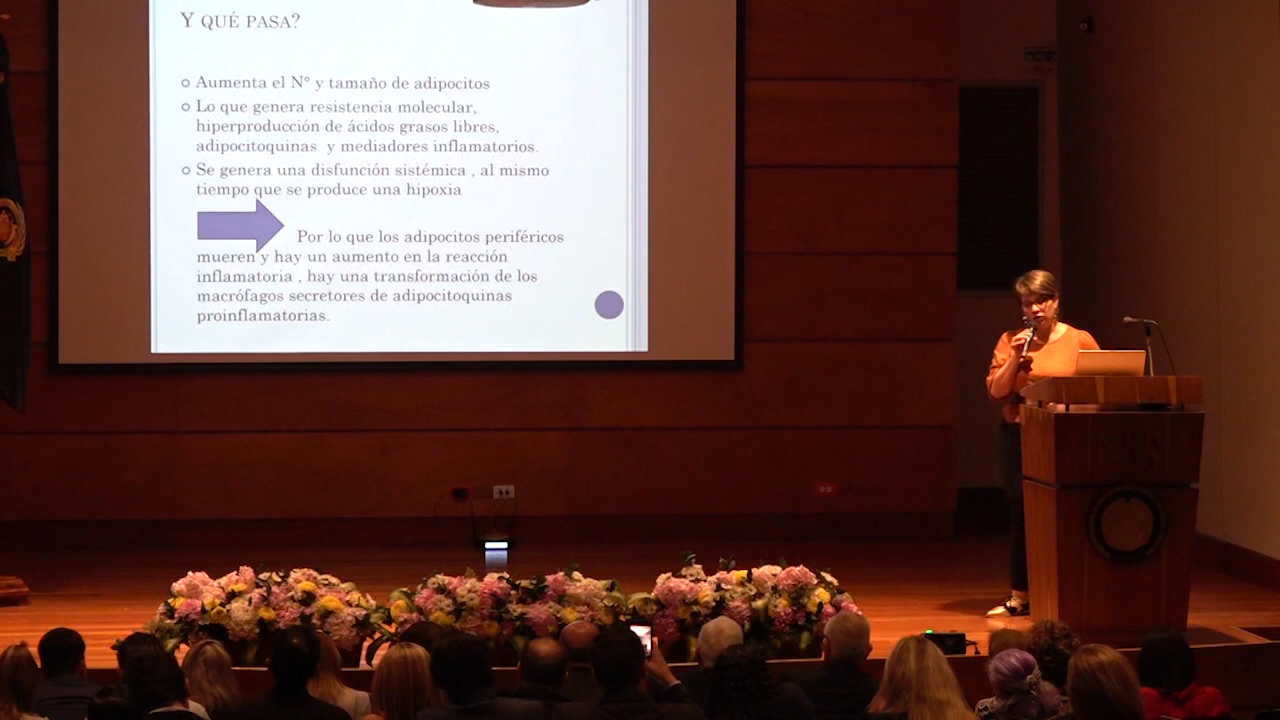 Y QUÉ PASA?
Aumenta el N° y tamaño de adipocitos
Lo que genera resistencia molecular,
hiperproducción de ácidos grasos libres,
adipocitoquinas y mediadores inflamatorios.
Se genera una disfunción sistémica , al mismo
tiempo que se produce una hipoxia
Por lo que los adipocitos periféricos
mueren y hay un aumento en la reacción
inflamatoria , hay una transformación de los
macrófagos secretores de adipocitoquinas
proinflamatorias.